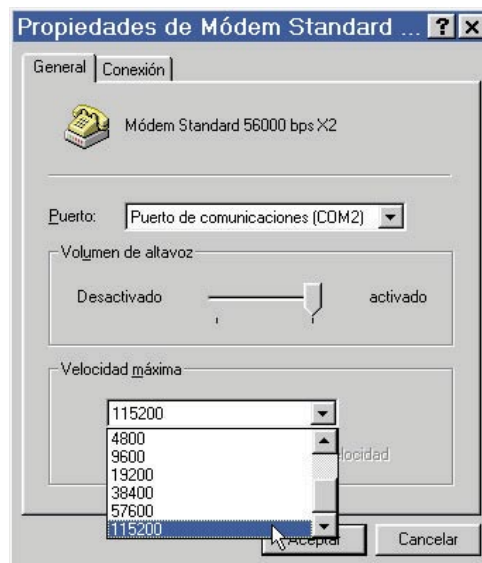 Propiedades de Módem Standard ...
General
Conexión
Módem Standard 56000 bps X2
Puerto:
Puerto de comunicaciones (COM2)
Volumen de altavoz
Desactivado
activado
Velocidad máxima
115200
4800
9600
19200
38400
57600
115200
Aceptar
Cancelar